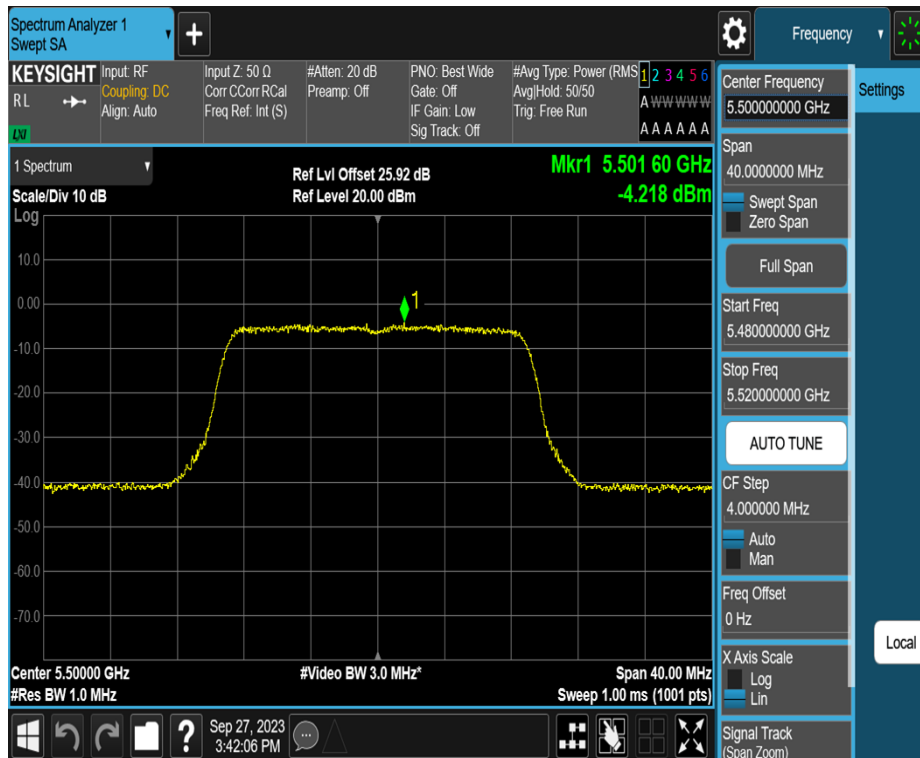 Spectrum Analyzer 1
Swept SA
+
Frequency
KEYSIGHT
RL
LXI
Input: RF
Coupling: DC
Align: Auto
Input Z: 50 Ω
Corr CCorr RCal
Freq Ref: Int (S)
#Atten: 20 dB
Preamp: Off
PNO: Best Wide
Gate: Off
IF Gain: Low
Sig Track: Off
#Avg Type: Power (RMS
Avg|Hold: 50/50
Trig: Free Run
1 2 3 4 5 6
A W W W W W
A A A A A A
1 Spectrum
Scale/Div 10 dB
Log
Ref Lvl Offset 25.92 dB
Ref Level 20.00 dBm
Mkr1 5.501 60 GHz
-4.218 dBm
10.0
0.00
-10.0
-20.0
-30.0
-40.0
-50.0
-60.0
-70.0
1
Center 5.50000 GHz
#Res BW 1.0 MHz
#Video BW 3.0 MHz*
Span 40.00 MHz
Sweep 1.00 ms (1001 pts)
?
Sep 27, 2023
3:42:06 PM
Center Frequency
5.500000000 GHz
Span
40.0000000 MHz
Swept Span
Zero Span
Full Span
Start Freq
5.480000000 GHz
Stop Freq
5.520000000 GHz
AUTO TUNE
CF Step
4.000000 MHz
Auto
Man
Freq Offset
0 Hz
X Axis Scale
Log
Lin
Signal Track
(Span Zoom)
Settings
Local